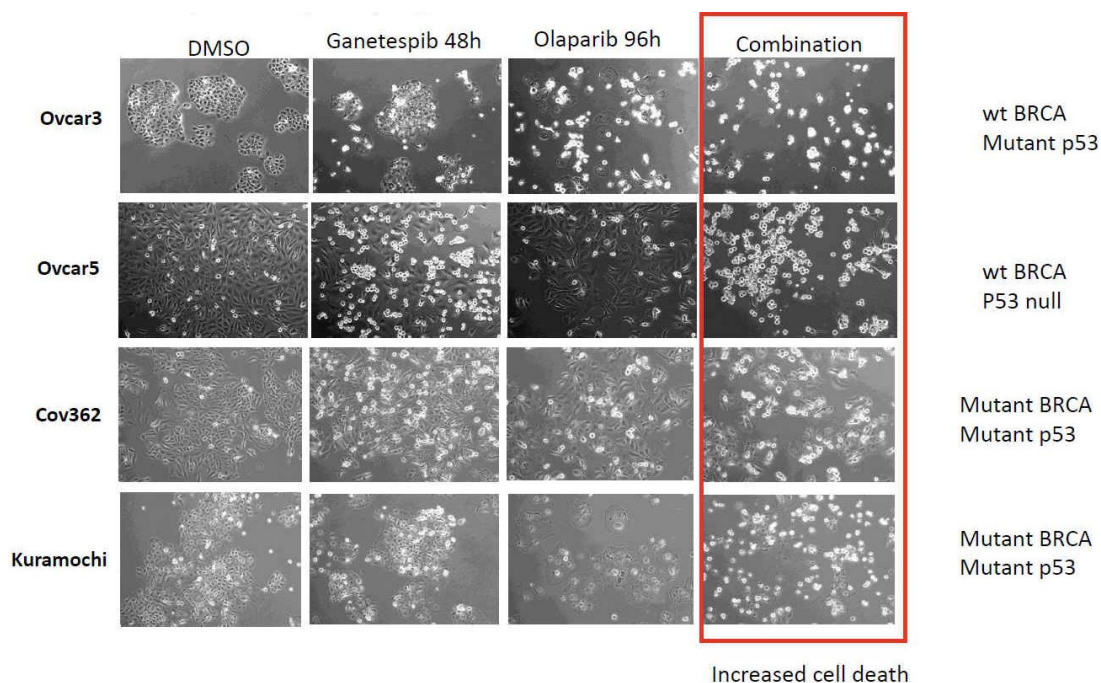 DMSO
Ganetespib 48h
Olaparib 96h
Combination
Ovcar3
wt BRCA
Mutant p53
Ovcar5
wt BRCA
P53 null
Cov362
Mutant BRCA
Mutant p53
Kuramochi
Mutant BRCA
Mutant p53
Increased cell death